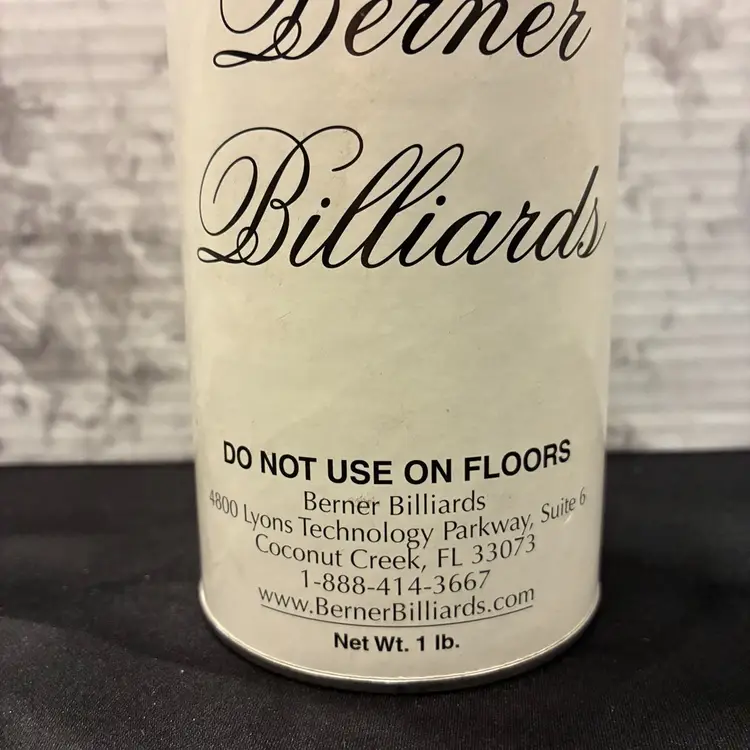 Berner
Billiards
DO NOT USE ON FLOORS
Berner Billiards
4800 Lyons Technology Parkway, Suite 6
Coconut Creek, FL 33073
1-888-414-3667
www.BernerBilliards.com
Net Wt. 1 lb.